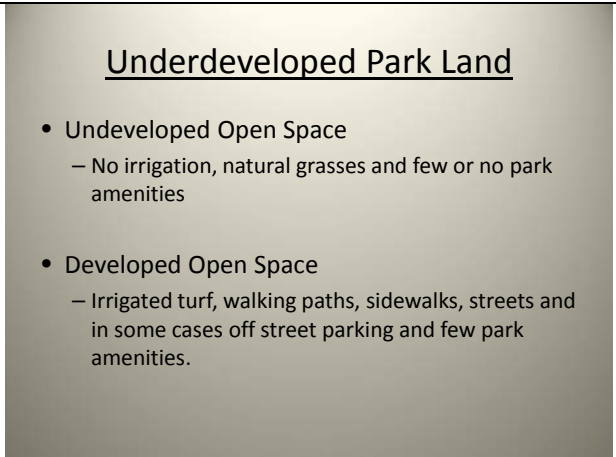 Underdeveloped Park Land
• Undeveloped Open Space
– No irrigation, natural grasses and few or no park
amenities
• Developed Open Space
– Irrigated turf, walking paths, sidewalks, streets and
in some cases off street parking and few park
amenities.